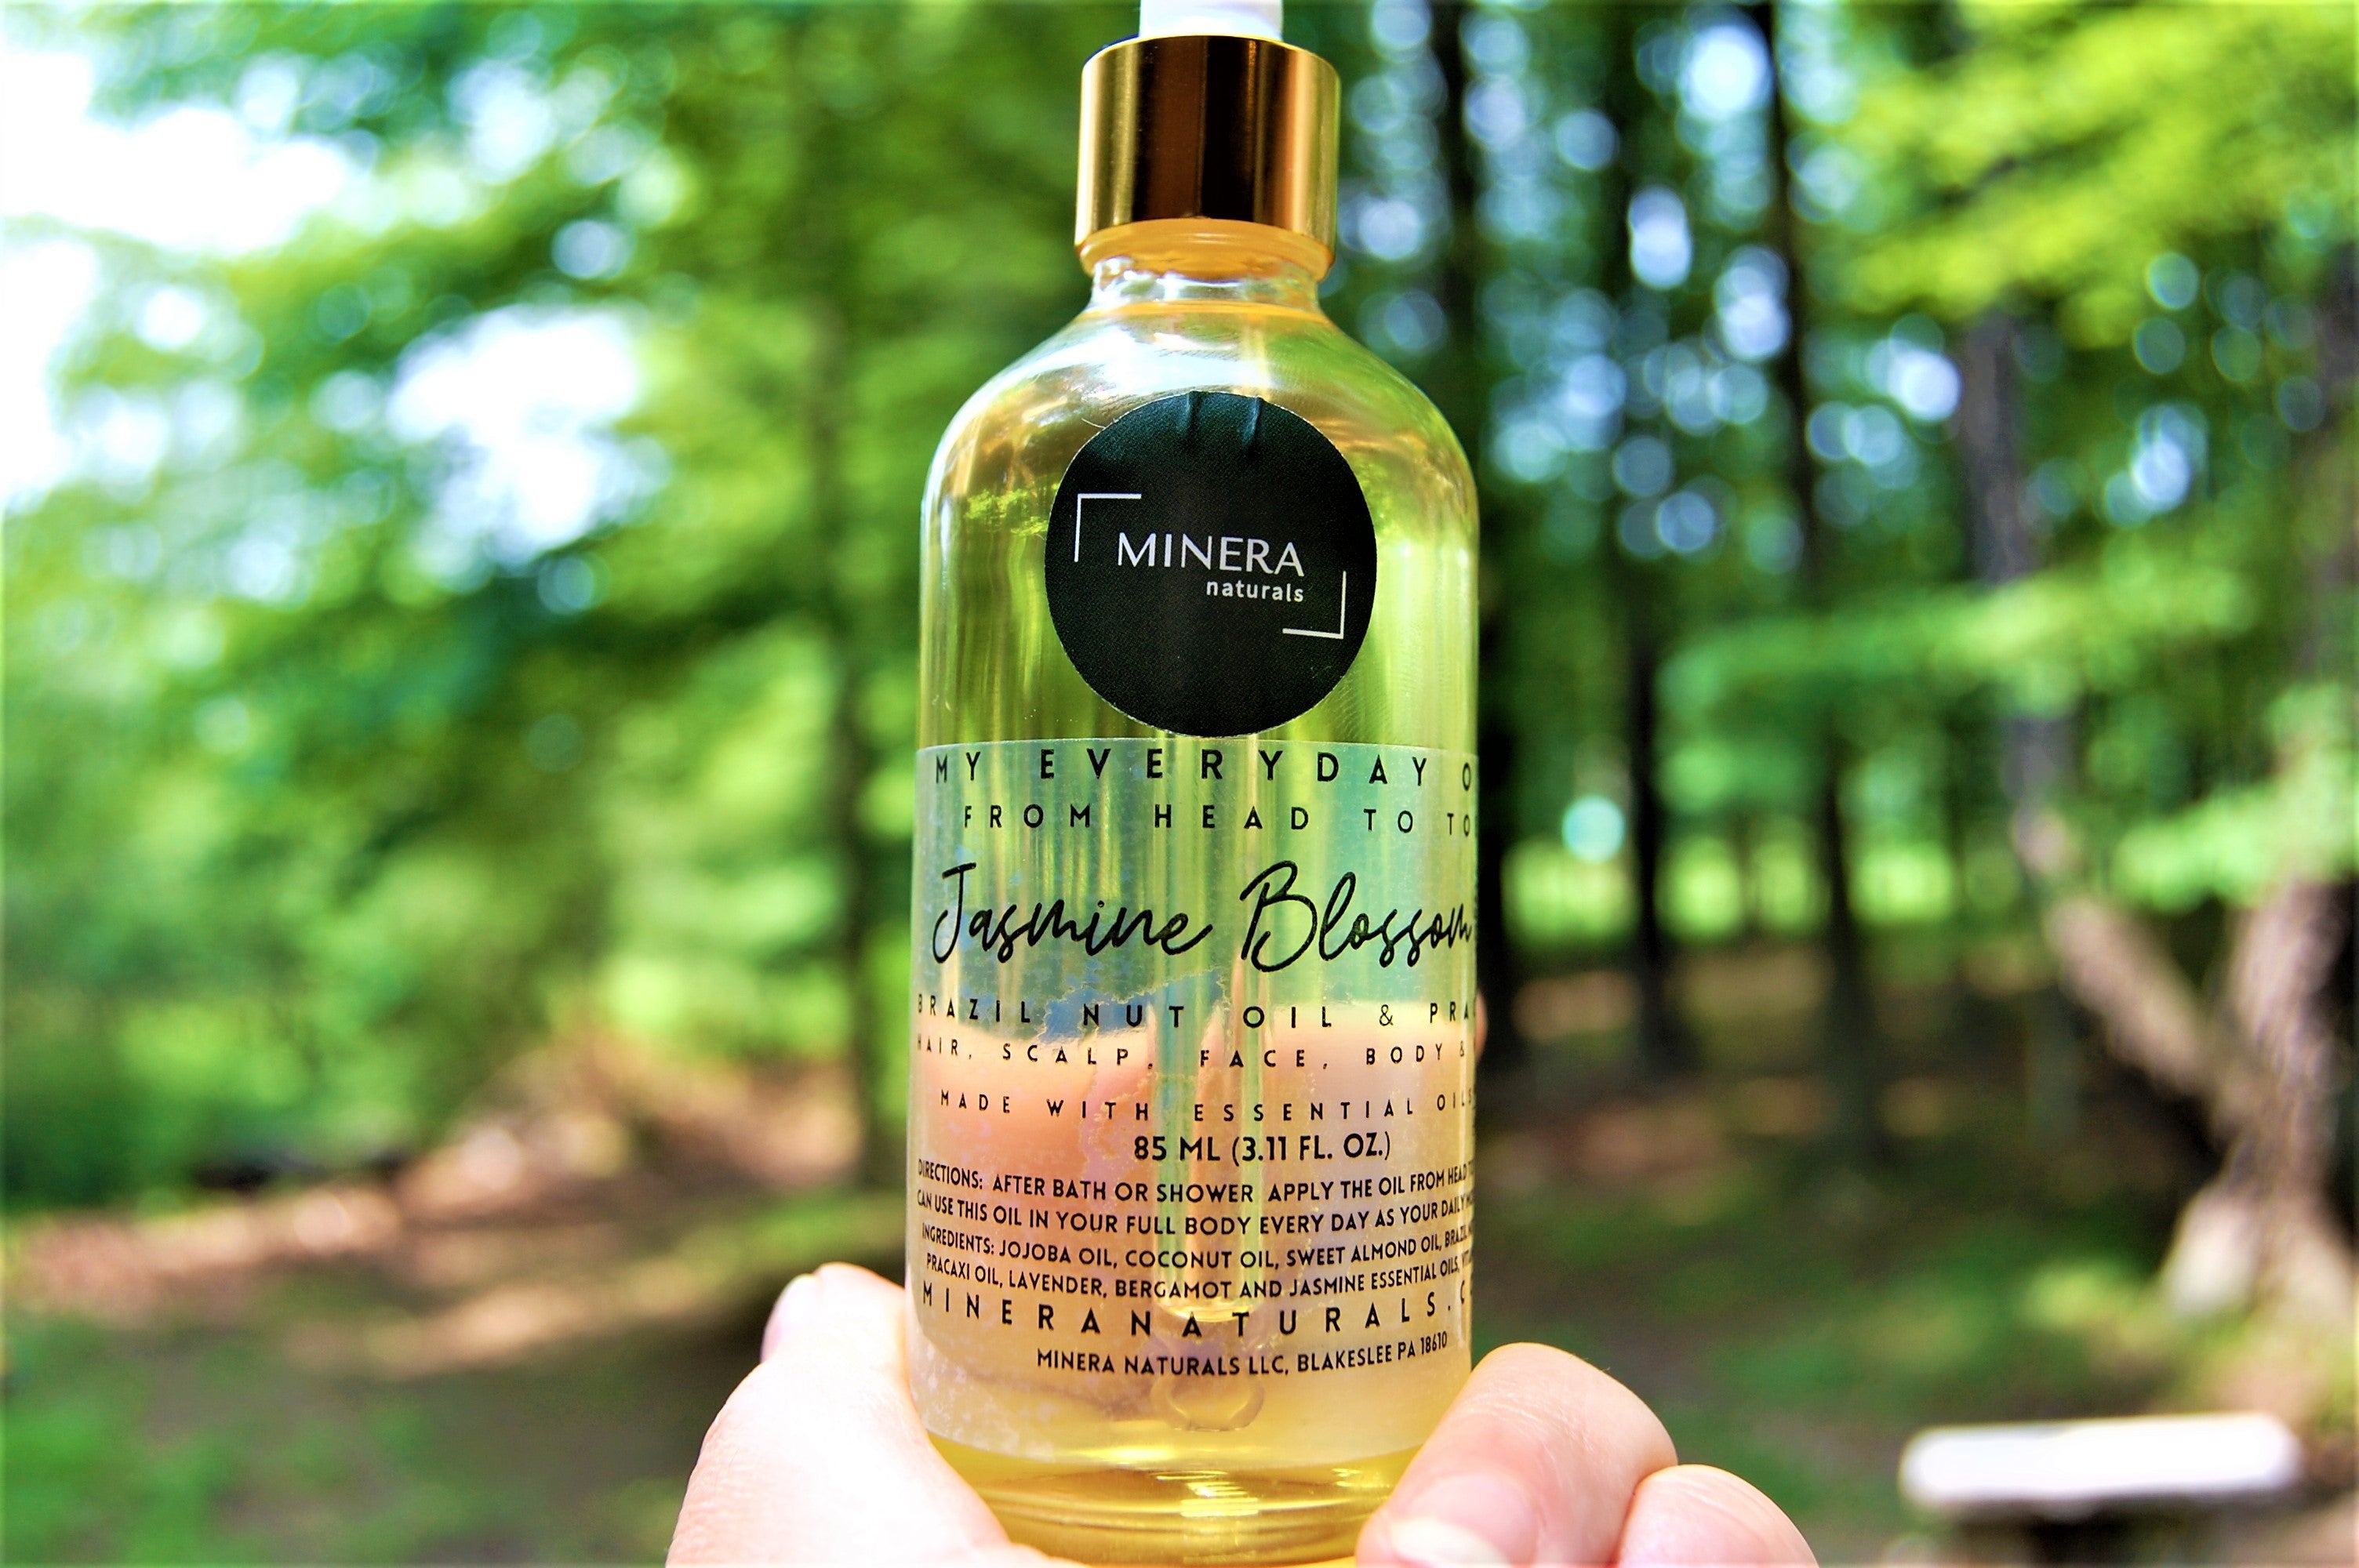 MINERA
naturals
MY EVERYDAY
FROM HEAD TO
Jasmine Blossom
BRAZIL NUT OIL &
HAIR, SCALP, FACE, BODY &
MADE WITH ESSENTIAL OILS
85 ML (3.11 FL. OZ.)
DIRECTIONS: AFTER BATH OR SHOWER APPLY THE OIL FROM HEAD
CAN USE THIS OIL IN YOUR FULL BODY EVERY DAY AS YOUR DAILY
INGREDIENTS: JOJOBA OIL, COCONUT OIL, SWEET ALMOND OIL,
PRACAXI OIL, LAVENDER, BERGAMOT AND JASMINE ESSENTIAL OILS,
MINERANATURALS.
MINERA NATURALS LLC, BLAKESLEE PA 18610